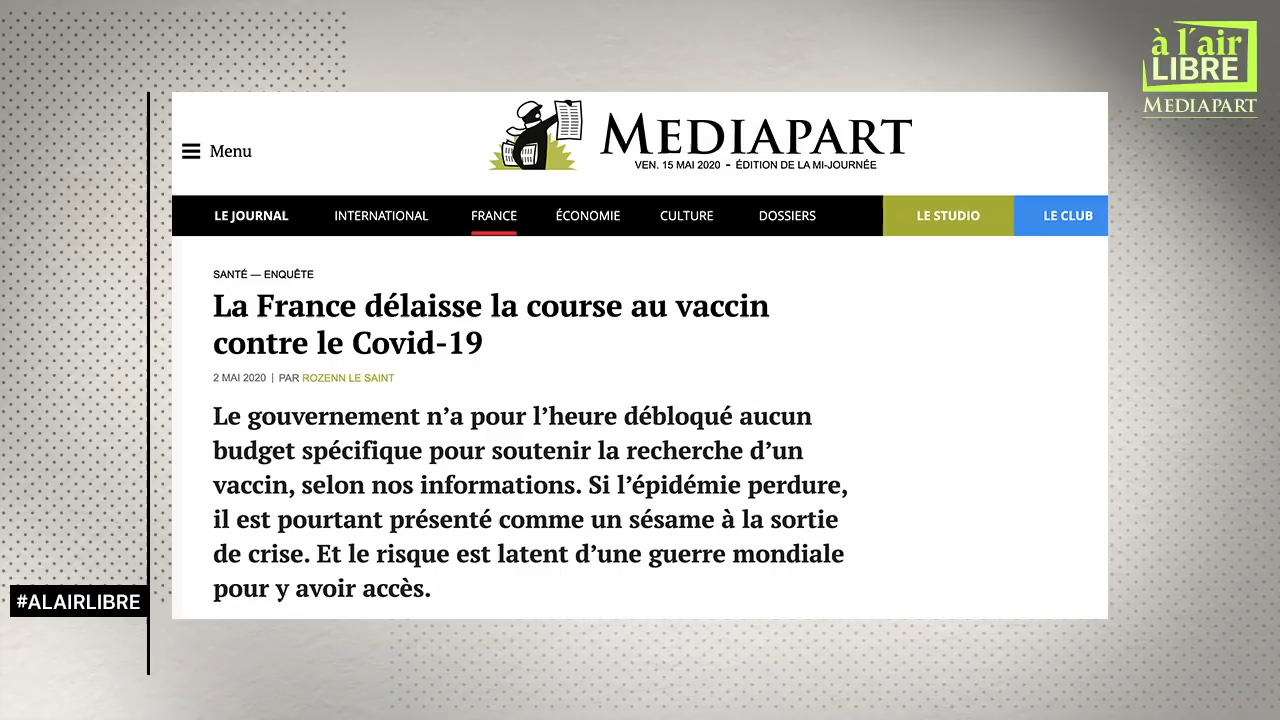 à l'air
LIBRE
MEDIAPART
Menu
MEDIAPART
VEN. 15 MAI 2020 - ÉDITION DE LA MI-JOURNÉE
LE JOURNAL INTERNATIONAL FRANCE ÉCONOMIE CULTURE DOSSIERS LE STUDIO LE CLUB
SANTÉ — ENQUÊTE
La France délaisse la course au vaccin
contre le Covid-19
2 MAI 2020 | PAR ROZENN LE SAINT
Le gouvernement n’a pour l’heure débloqué aucun
budget spécifique pour soutenir la recherche d’un
vaccin, selon nos informations. Si l’épidémie perdure,
il est pourtant présenté comme un sésame à la sortie
de crise. Et le risque est latent d’une guerre mondiale
pour y avoir accès.
#ALAIRLIBRE